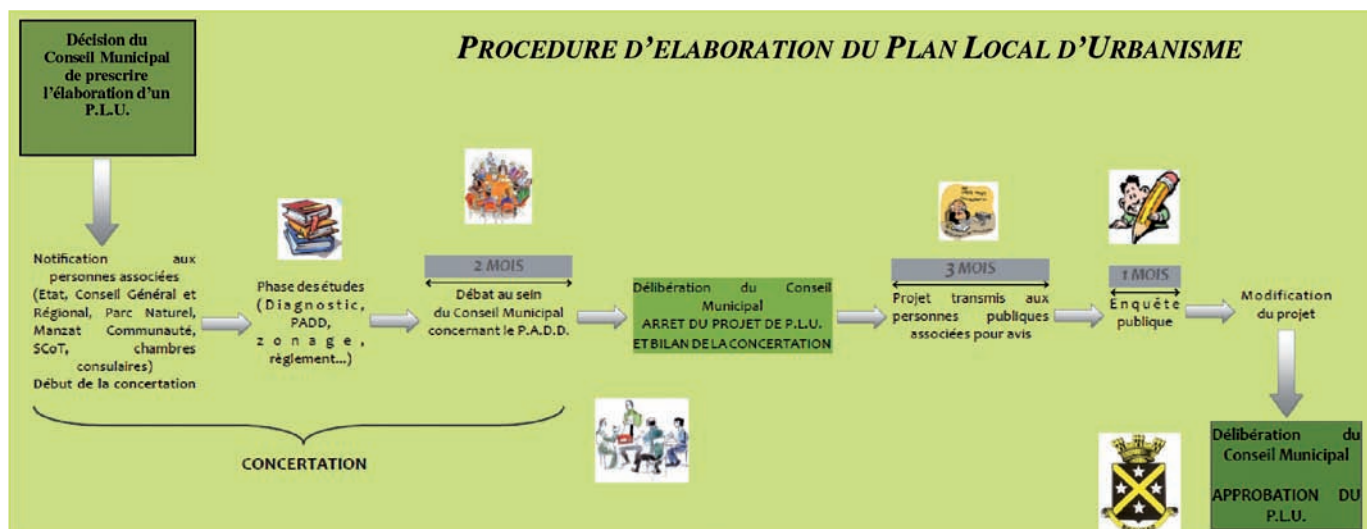 PROCEDURE D'ELABORATION DU PLAN LOCAL D'URBANISME
Décision du
Conseil Municipal
de prescrire
l'élaboration d'un
P.L.U.
Notification aux
personnes associées
(Etat, Conseil Général et
Régional, Parc Naturel,
Manzat Communauté,
SCoT, chambres
consulaires)
Début de la concertation
Phase des études
(Diagnostic,
PADD,
zonage,
règlement...)
2 MOIS
Débat au sein
du Conseil Municipal
concernant le P.A.D.D.
CONCERTATION
Délibération du Conseil
Municipal
ARRET DU PROJET DE P.L.U.
ET BILAN DE LA CONCERTATION
3 MOIS
Projet transmis aux
personnes publiques
associées pour avis
1 MOIS
Enquête
publique
Modification
du projet
Délibération du
Conseil Municipal
APPROBATION DU
P.L.U.